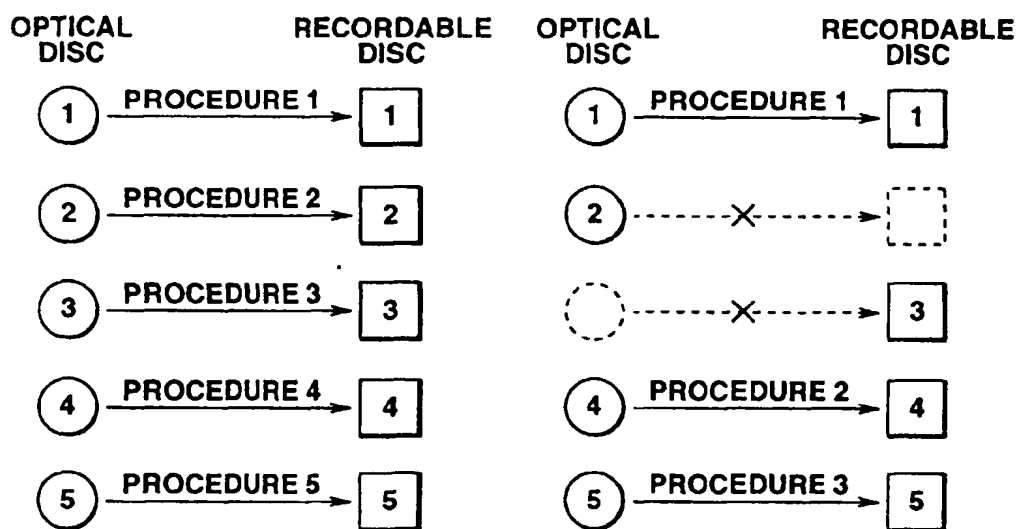 OPTICAL DISC
RECORDABLE DISC
1 PROCEDURE 1 1
2 PROCEDURE 2 2
3 PROCEDURE 3 3
4 PROCEDURE 4 4
5 PROCEDURE 5 5
OPTICAL DISC
RECORDABLE DISC
1 PROCEDURE 1 1
2
3
4 PROCEDURE 2 4
5 PROCEDURE 3 5